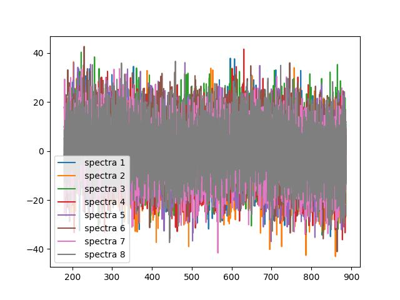 40
20
0
−20
−40
spectra 1
spectra 2
spectra 3
spectra 4
spectra 5
spectra 6
spectra 7
spectra 8
200 300 400 500 600 700 800 900